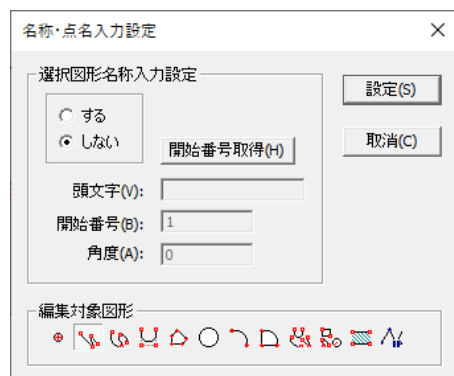 名称・点名入力設定
選択図形名称入力設定
する
しない
開始番号取得(H)
頭文字(V):
開始番号(B): 1
角度(A): 0
設定(S)
取消(C)
編集対象図形
IP